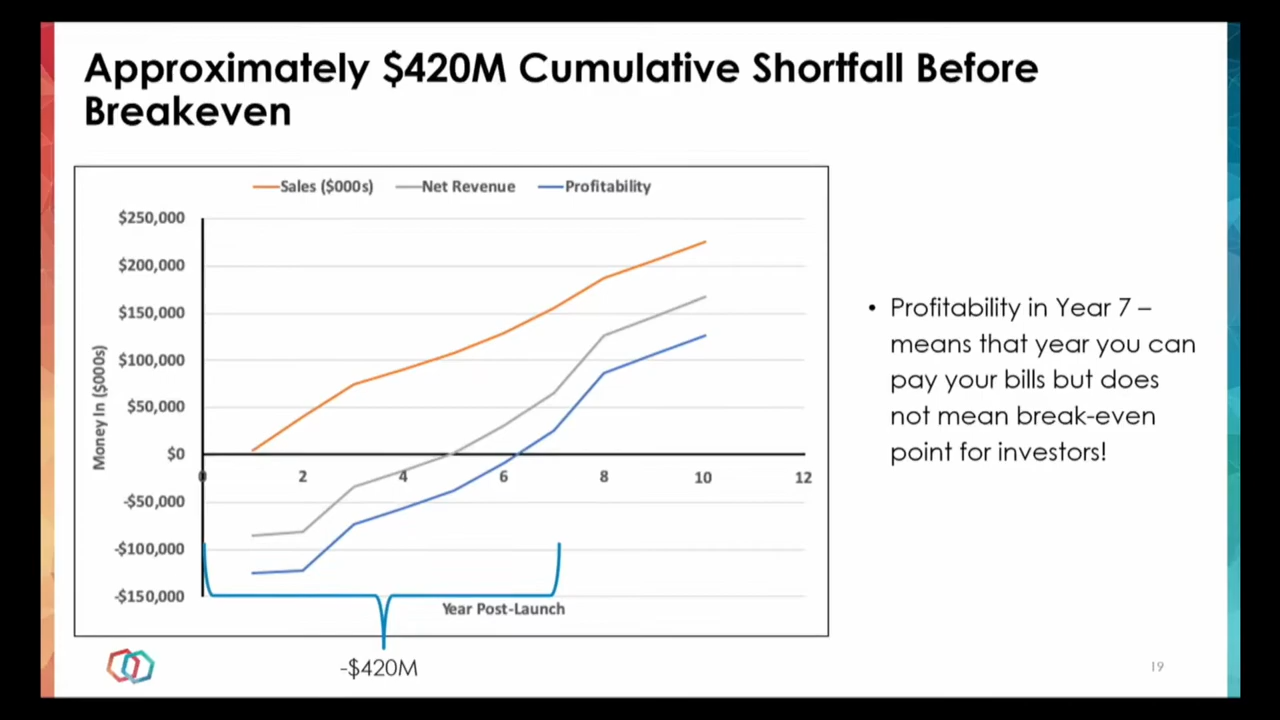 Approximately $420M Cumulative Shortfall Before
Breakeven
Sales ($000s) Net Revenue Profitability
$250,000
$200,000
$150,000
$100,000
$50,000
$0
-$50,000
-$100,000
-$150,000
Money In ($000s)
0 2 4 6 8 10 12
Year Post-Launch
-$420M
• Profitability in Year 7 –
means that year you can
pay your bills but does
not mean break-even
point for investors!
19